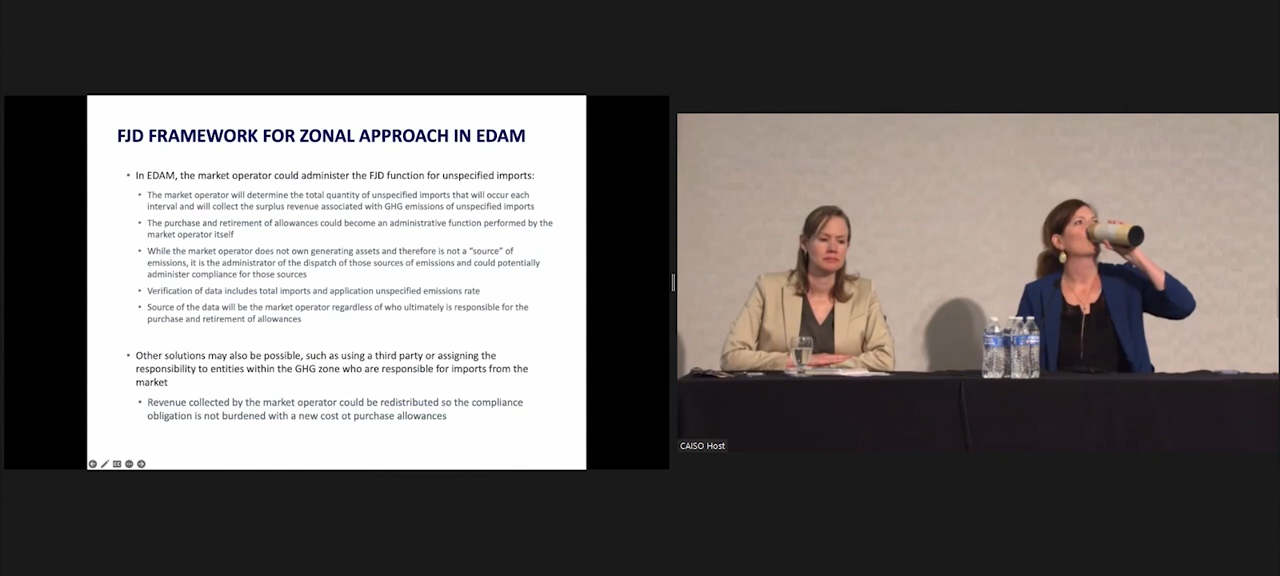 FJD FRAMEWORK FOR ZONAL APPROACH IN EDAM
• In EDAM, the market operator could administer the FJD function for unspecified imports:
• The market operator will determine the total quantity of unspecified imports that will occur each
interval and will collect the surplus revenue associated with GHG emissions of unspecified imports
• The purchase and retirement of allowances could become an administrative function performed by the
market operator itself
• While the market operator does not own generating assets and therefore is not a "source" of
emissions, it is the administrator of the dispatch of those sources of emissions and could potentially
administer compliance for those sources
• Verification of data includes total imports and application unspecified emissions rate
• Source of the data will be the market operator regardless of who ultimately is responsible for the
purchase and retirement of allowances
• Other solutions may also be possible, such as using a third party or assigning the
responsibility to entities within the GHG zone who are responsible for imports from the
market
• Revenue collected by the market operator could be redistributed so the compliance
obligation is not burdened with a new cost ot purchase allowances
CAISO Host